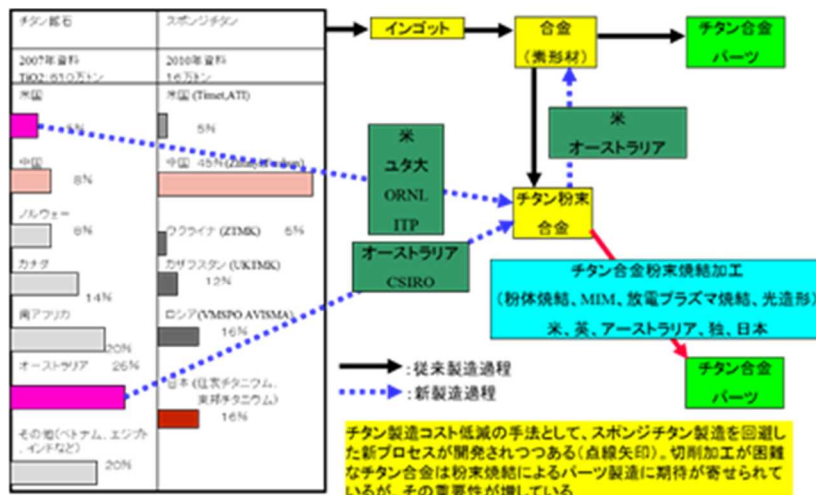 チタン鉱石
スポンジチタン
2007年資料
TiO2:610万トン
2010年資料
16万トン
米国
中国
8%
ノルウェー
8%
カナダ
14%
南アフリカ
20%
オーストラリア 26%
その他(ベトナム、エジプト
、インドなど)
20%
米国(Timet,ATI)
5%
中国 45%
ウクライナ(ZTMK) 6%
カザフスタン(UKTMK)
12%
ロシア(VMSPO AVISMA)
16%
日本(住友チタニウム、
東邦チタニウム)
16%
インゴット
合金
(素形材)
チタン合金
パーツ
米
オーストラリア
米
ユタ大
ORNL
ITP
オーストラリア
CSIRO
チタン粉末
合金
チタン合金粉末焼結加工
(粉体焼結、MIM、放電プラズマ焼結、光造形)
米、英、アーストラリア、独、日本
チタン合金
パーツ
:従来製造過程
:新製造過程
チタン製造コスト低減の手法として、スポンジチタン製造を回避し
た新プロセスが開発されつつある(点線矢印)。切削加工が困難
なチタン合金は粉末焼結によるパーツ製造に期待が寄せられて
いるが、その重要性が増している